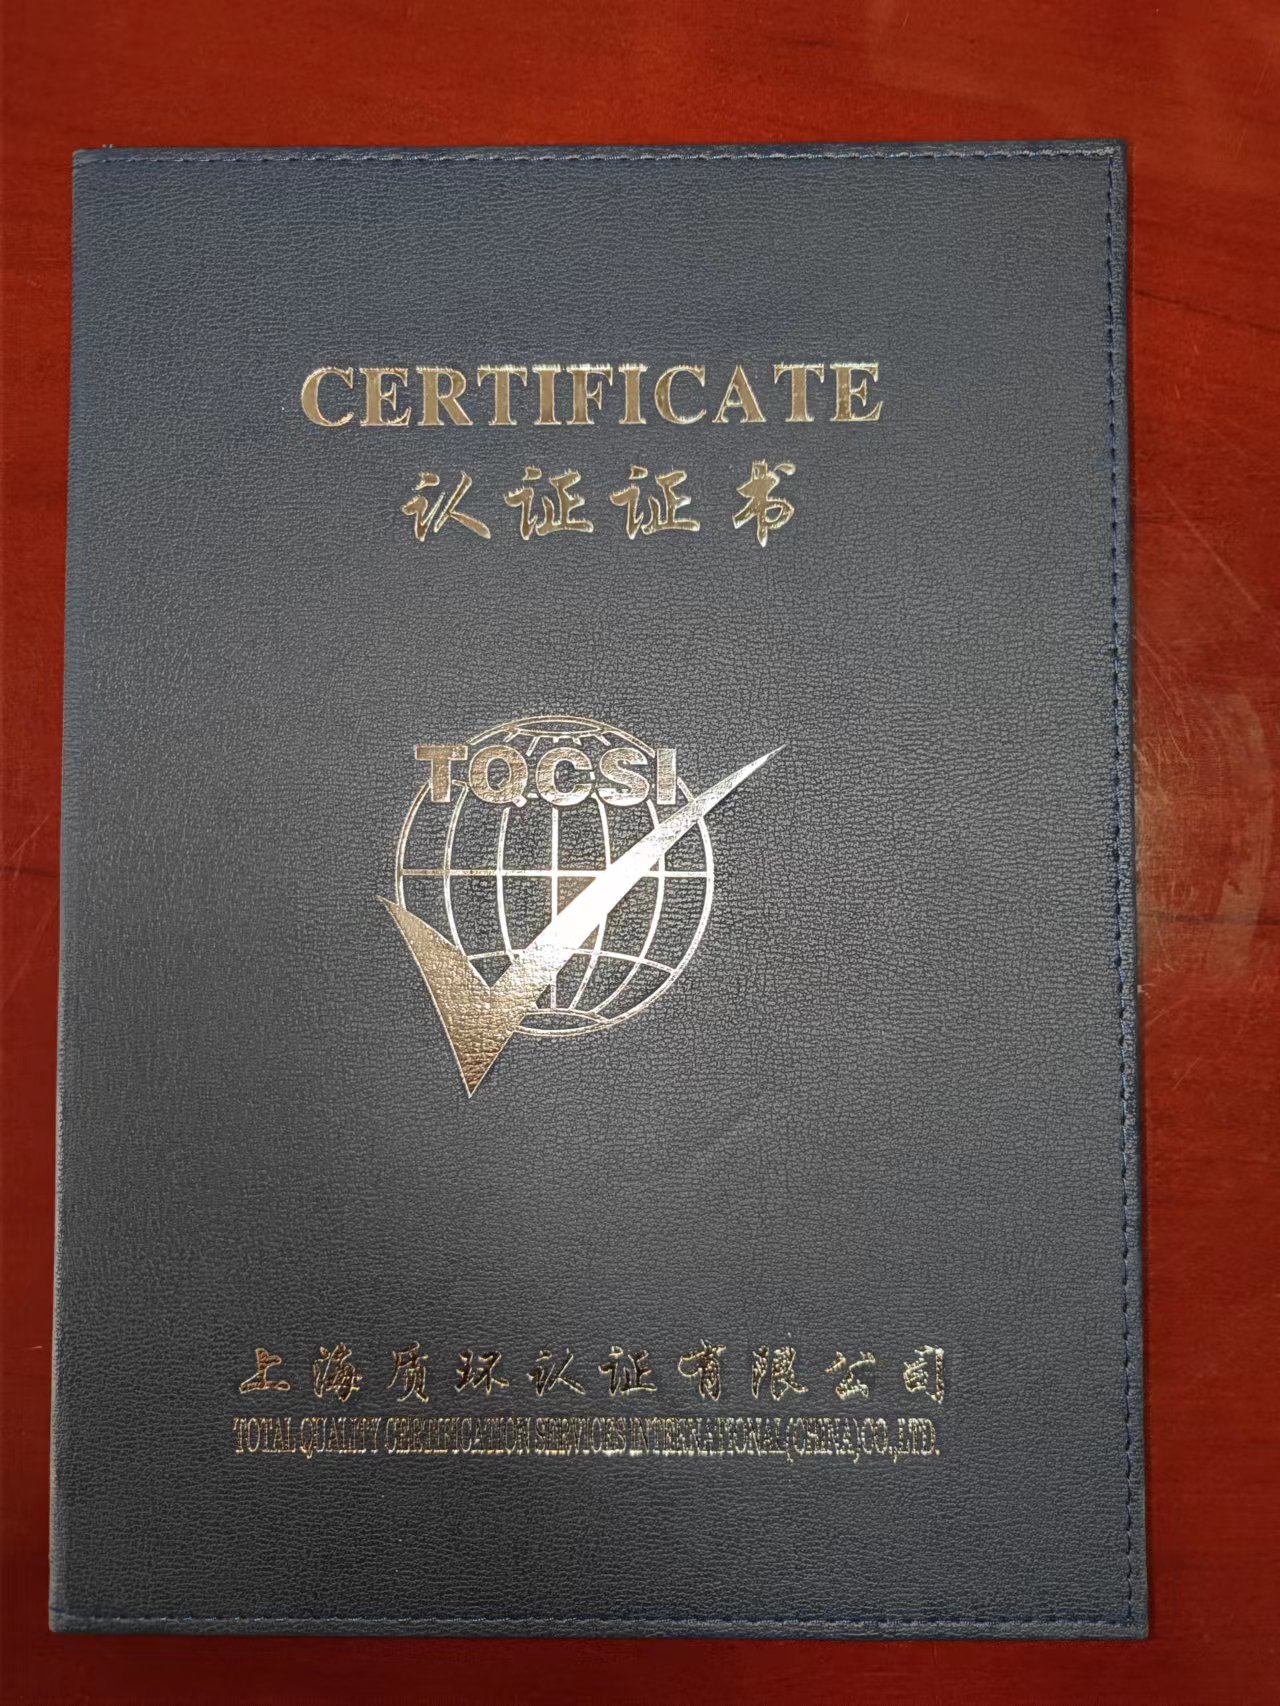 CERTIFICATE
认证证书
TQCSI
上海质环认证有限公司
TOTAL QUALITY CERTIFICATION SERVICES INTERNATIONAL (CHINA) CO., LTD.